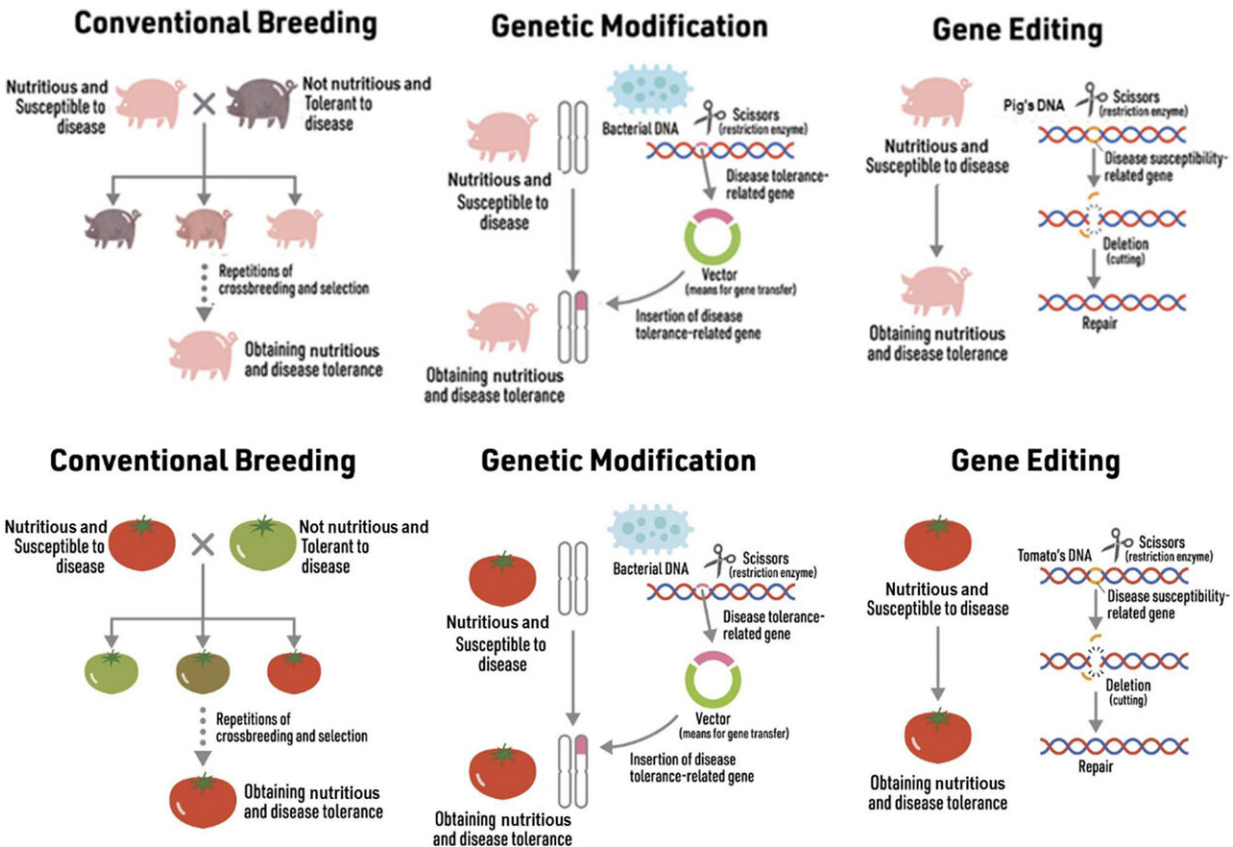 Conventional Breeding
Nutritious and
Susceptible to
disease
Not nutritious and
Tolerant to
disease
Repetitions of
crossbreeding and selection
Obtaining nutritious
and disease tolerance
Genetic Modification
Bacterial DNA
Scissors
(restriction enzyme)
Nutritious and
Susceptible to
disease
Disease tolerance-
related gene
Vector
(means for gene transfer)
Insertion of disease
tolerance-related gene
Obtaining nutritious
and disease tolerance
Gene Editing
Nutritious and
Susceptible to disease
Pig's DNA
Scissors
(restriction enzyme)
Disease susceptibility-
related gene
Deletion
(cutting)
Repair
Obtaining nutritious
and disease tolerance
Conventional Breeding
Nutritious and
Susceptible to
disease
Not nutritious and
Tolerant to
disease
Repetitions of
crossbreeding and selection
Obtaining nutritious
and disease tolerance
Genetic Modification
Bacterial DNA
Scissors
(restriction enzyme)
Nutritious and
Susceptible to
disease
Disease tolerance-
related gene
Vector
(means for gene transfer)
Insertion of disease
tolerance-related gene
Obtaining nutritious
and disease tolerance
Gene Editing
Nutritious and
Susceptible to disease
Tomato's DNA
Scissors
(restriction enzyme)
Disease susceptibility-
related gene
Deletion
(cutting)
Repair
Obtaining nutritious
and disease tolerance